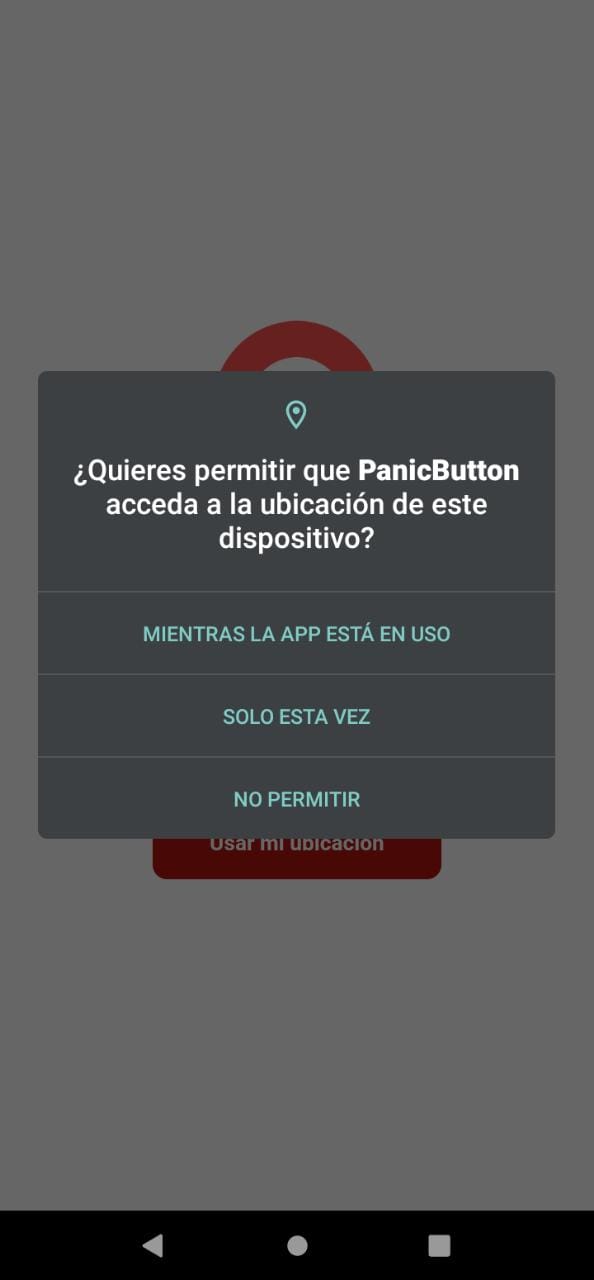 ¿Quieres permitir que PanicButton
acceda a la ubicación de este
dispositivo?
MIENTRAS LA APP ESTÁ EN USO
SOLO ESTA VEZ
NO PERMITIR
Usar mi ubicación